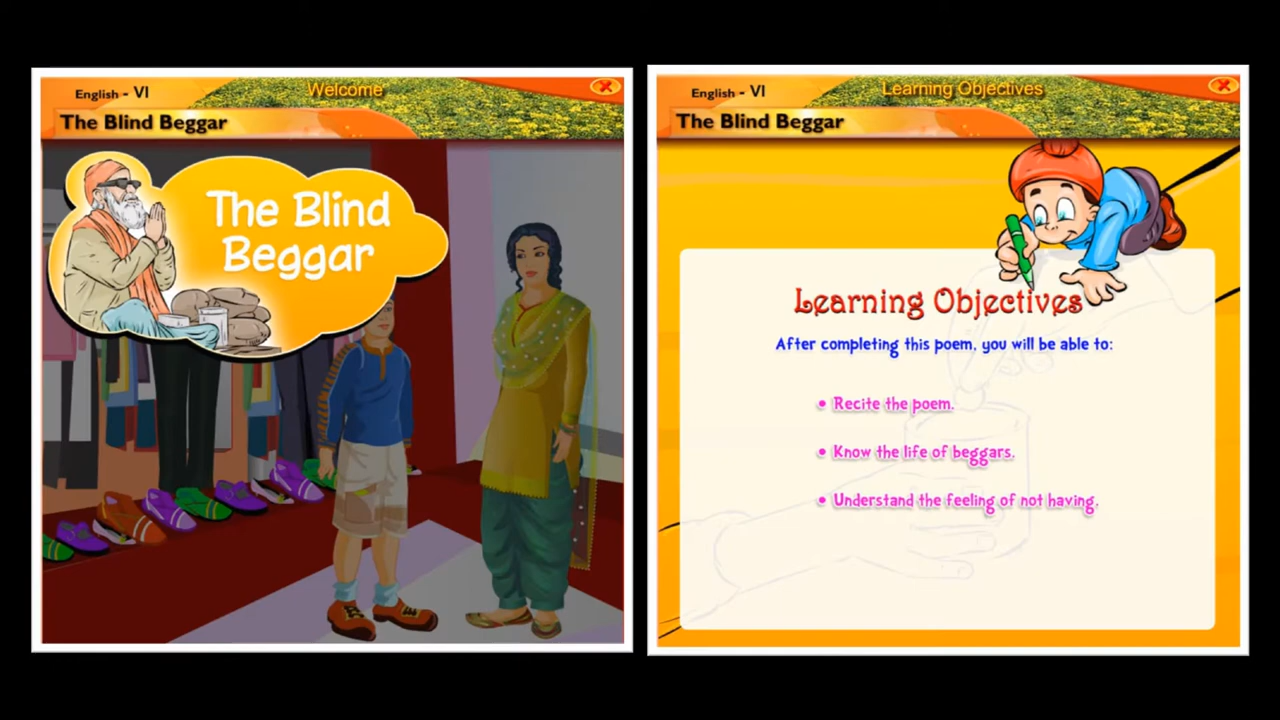 English - VI
Welcome
The Blind Beggar
The Blind
Beggar
English - VI
Learning Objectives
The Blind Beggar
Learning Objectives
After completing this poem, you will be able to:
• Recite the poem.
• Know the life of beggars.
• Understand the feeling of not having.